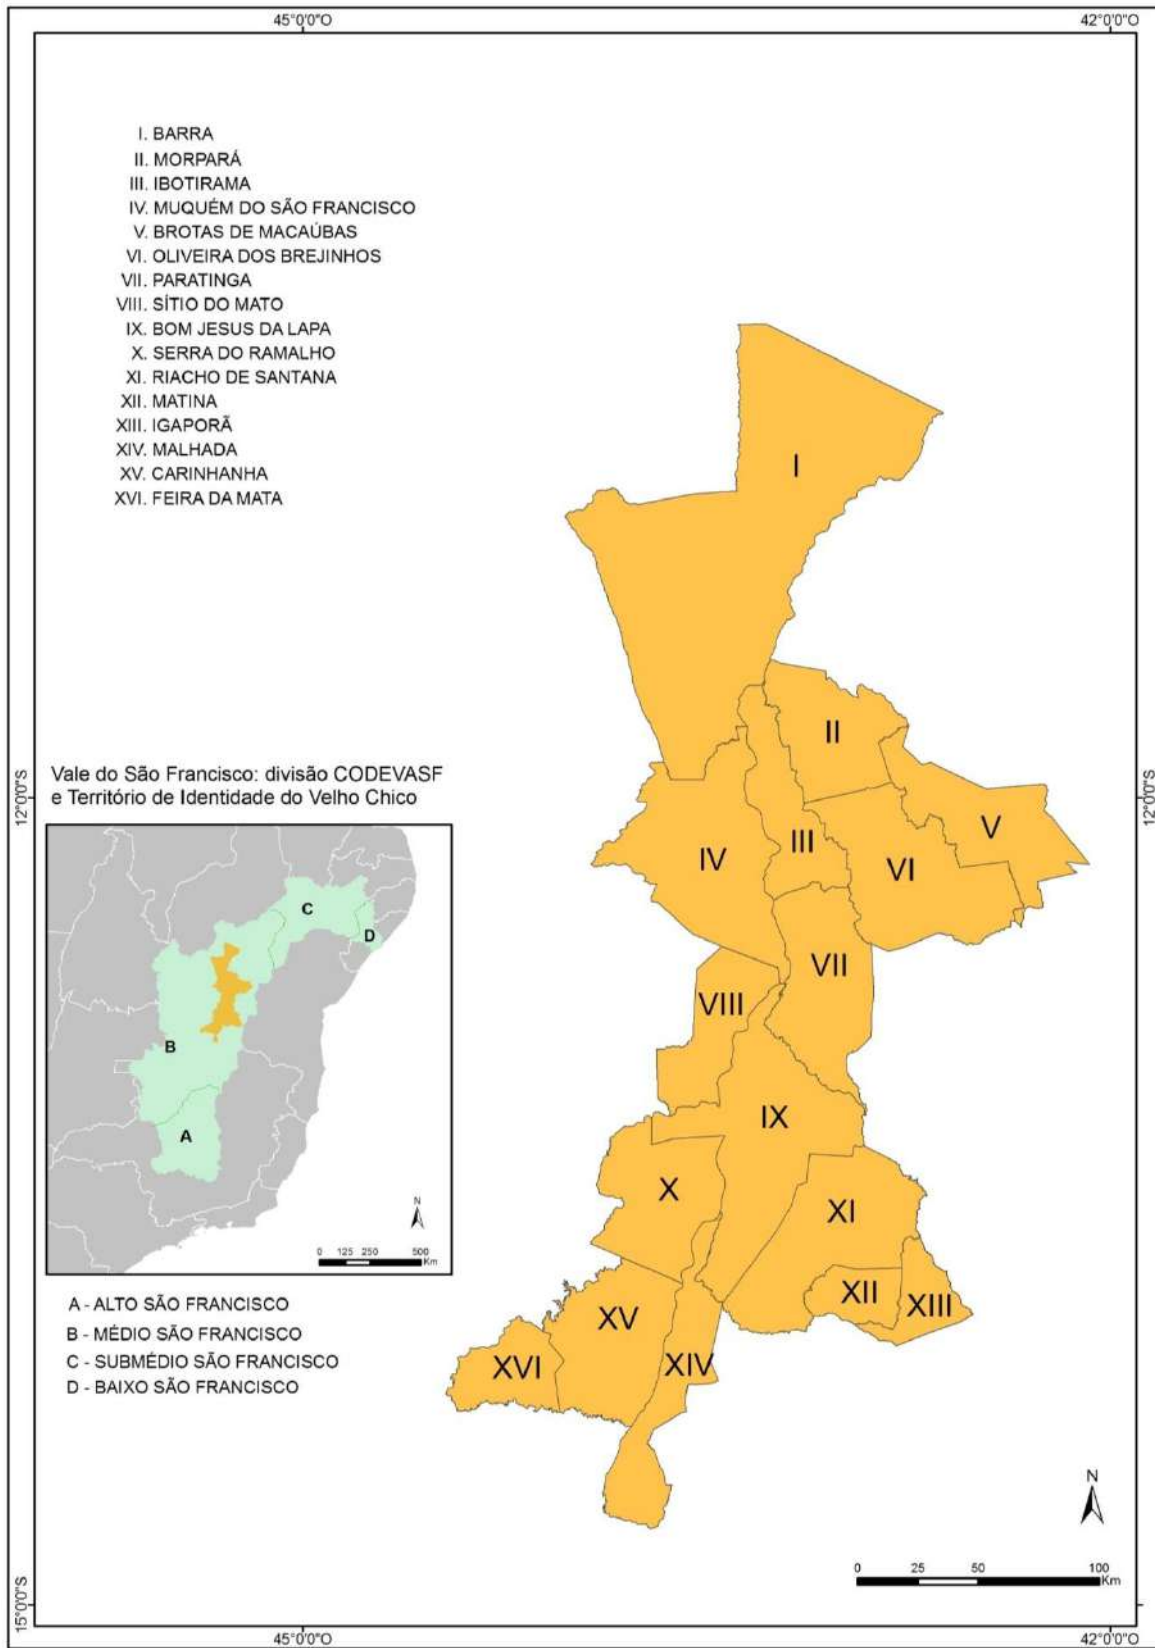 45°0'0"O
42°0'0"O
I. BARRA
II. MORPARÁ
III. IBOTIRAMA
IV. MUQUÉM DO SÃO FRANCISCO
V. BROTAS DE MACAÚBAS
VI. OLIVEIRA DOS BREJINHOS
VII. PARATINGA
VIII. SÍTIO DO MATO
IX. BOM JESUS DA LAPA
X. SERRA DO RAMALHO
XI. RIACHO DE SANTANA
XII. MATINA
XIII. IGAPORÃ
XIV. MALHADA
XV. CARINHANHA
XVI. FEIRA DA MATA
I
II
III
IV
V
VI
VII
VIII
IX
X
XI
XII
XIII
XIV
XV
XVI
12°0'0"S
12°0'0"S
Vale do São Francisco: divisão CODEVASF
e Território de Identidade do Velho Chico
C
D
B
A
N
0 125 250 500
Km
A - ALTO SÃO FRANCISCO
B - MÉDIO SÃO FRANCISCO
C - SUBMÉDIO SÃO FRANCISCO
D - BAIXO SÃO FRANCISCO
N
0 25 50 100
Km
15°0'0"S
45°0'0"O
42°0'0"O